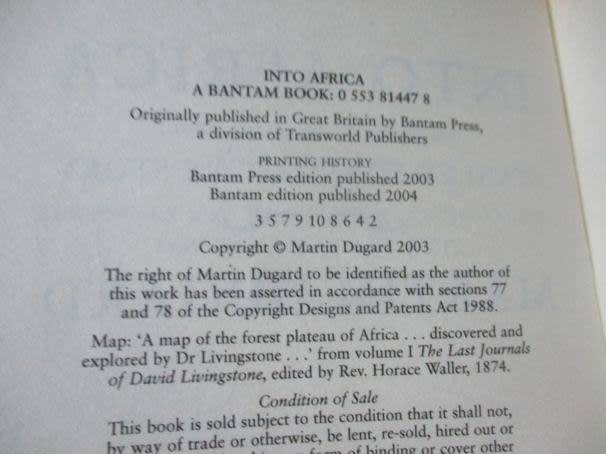 INTO AFRICA
A BANTAM BOOK: 0 553 81447 8
Originally published in Great Britain by Bantam Press,
a division of Transworld Publishers
PRINTING HISTORY
Bantam Press edition published 2003
Bantam edition published 2004
3 5 7 9 10 8 6 4 2
Copyright © Martin Dugard 2003
The right of Martin Dugard to be identified as the author of
this work has been asserted in accordance with sections 77
and 78 of the Copyright Designs and Patents Act 1988.
Map: ‘A map of the forest plateau of Africa . . . discovered and
explored by Dr Livingstone . . .’ from volume I The Last Journals
of David Livingstone, edited by Rev. Horace Waller, 1874.
Condition of Sale
This book is sold subject to the condition that it shall not,
by way of trade or otherwise, be lent, re-sold, hired out or
form of binding or cover other